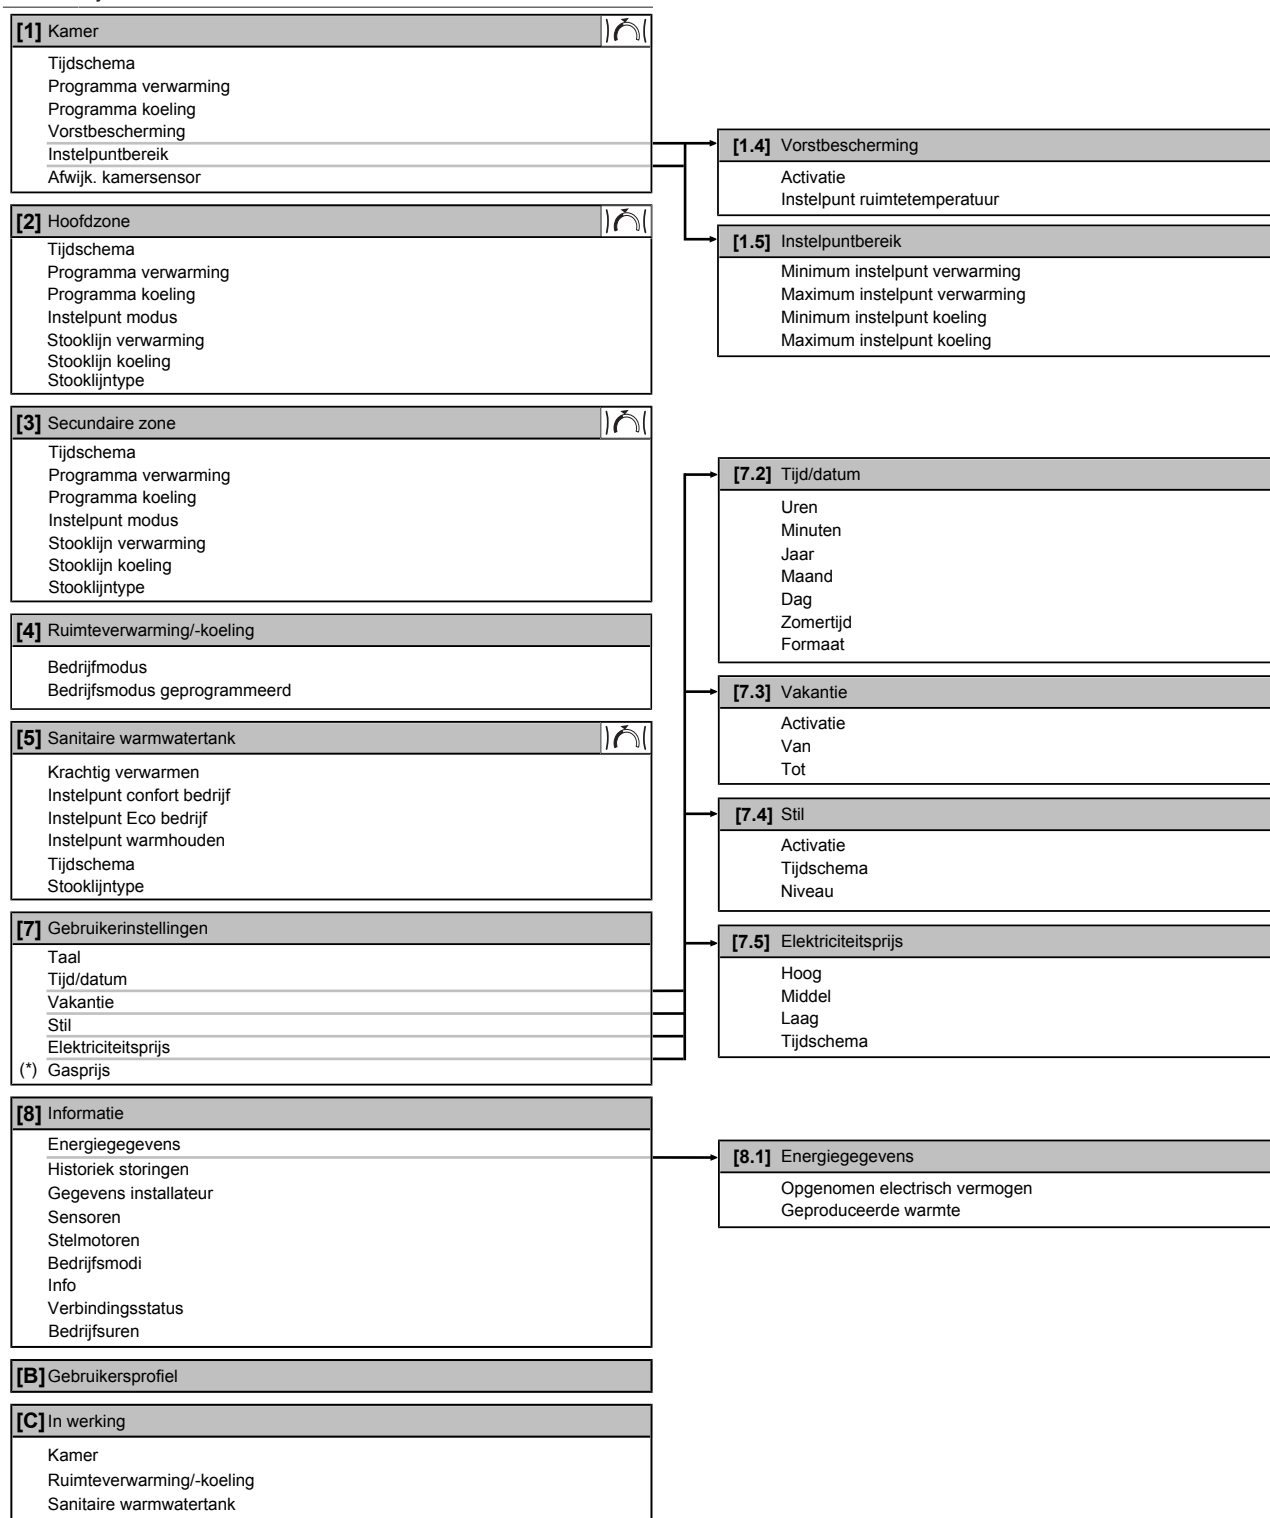 [1] Kamer
Tijdschema
Programma verwarming
Programma koeling
Vorstbescherming
Instelpuntbereik
Afwijk. kamersensor
[1.4] Vorstbescherming
Activatie
Instelpunt ruimtetemperatuur
[1.5] Instelpuntbereik
Minimum instelpunt verwarming
Maximum instelpunt verwarming
Minimum instelpunt koeling
Maximum instelpunt koeling
[2] Hoofdzone
Tijdschema
Programma verwarming
Programma koeling
Instelpunt modus
Stooklijn verwarming
Stooklijn koeling
Stooklijntype
[3] Secundaire zone
Tijdschema
Programma verwarming
Programma koeling
Instelpunt modus
Stooklijn verwarming
Stooklijn koeling
Stooklijntype
[4] Ruimteverwarming/-koeling
Bedrijfmodus
Bedrijfsmodus geprogrammeerd
[5] Sanitaire warmwatertank
Krachtig verwarmen
Instelpunt confort bedrijf
Instelpunt Eco bedrijf
Instelpunt warmhouden
Tijdschema
Stooklijntype
[7] Gebruikerinstellingen
Taal
Tijd/datum
Vakantie
Stil
Elektriciteitsprijs
(*) Gasprijs
[7.2] Tijd/datum
Uren
Minuten
Jaar
Maand
Dag
Zomertijd
Formaat
[7.3] Vakantie
Activatie
Van
Tot
[7.4] Stil
Activatie
Tijdschema
Niveau
[7.5] Elektriciteitsprijs
Hoog
Middel
Laag
Tijdschema
[8] Informatie
Energiegegevens
Historiek storingen
Gegevens installateur
Sensoren
Stelmotoren
Bedrijfsmodi
Info
Verbindingsstatus
Bedrijfsuren
[8.1] Energiegegevens
Opgenomen electrisch vermogen
Geproduceerde warmte
[B] Gebruikersprofiel
[C] In werking
Kamer
Ruimteverwarming/-koeling
Sanitaire warmwatertank